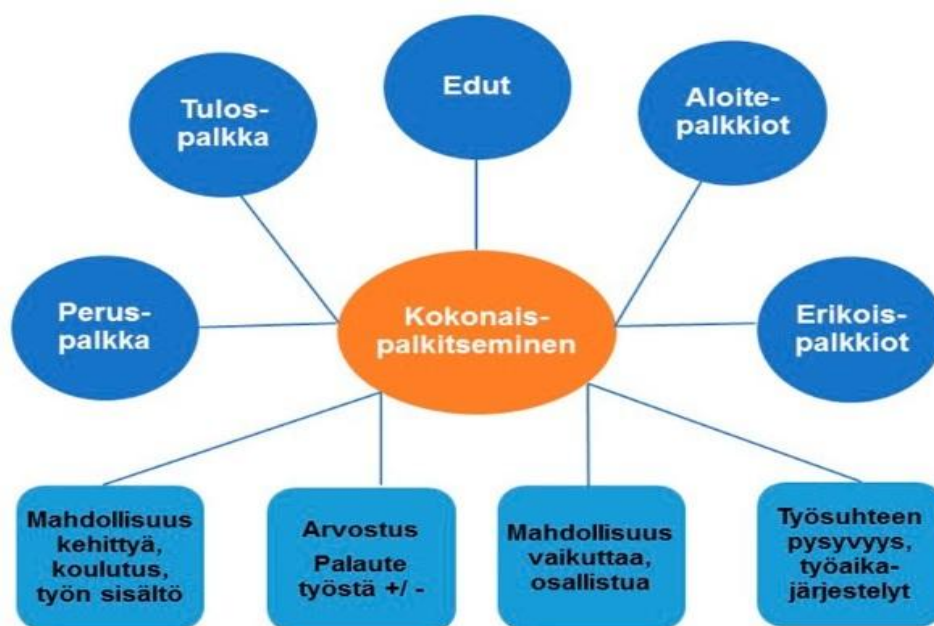 Edut
Tulos-
palkka
Aloite-
palkkiot
Perus-
palkka
Kokonais-
palkitseminen
Erikois-
palkkiot
Mahdollisuus
kehittyä,
koulutus,
työn sisältö
Arvostus
Palaute
työstä +/ -
Mahdollisuus
vaikuttaa,
osallistua
Työsuhteen
pysyvyys,
työaika-
järjestelyt